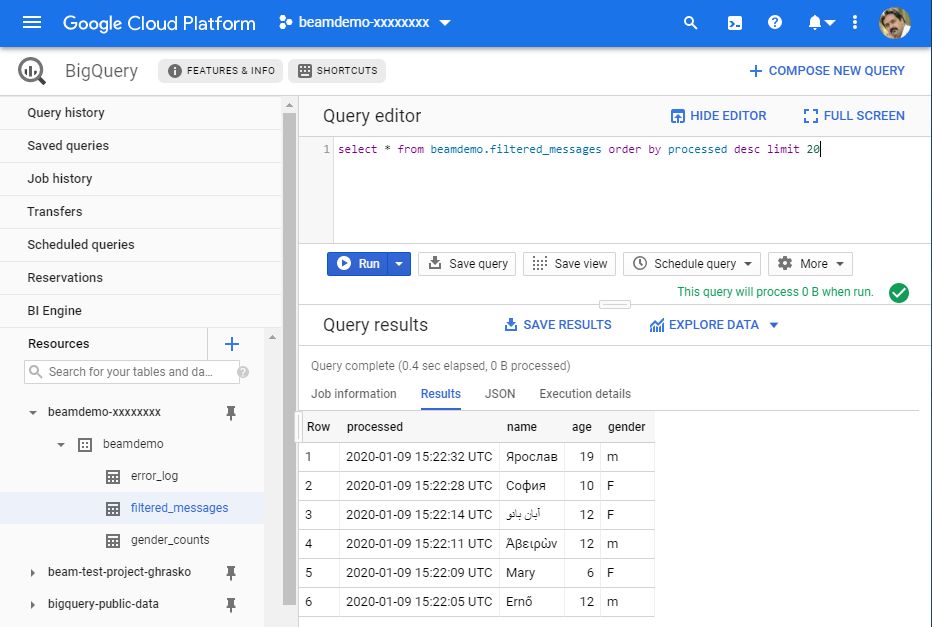 Google Cloud Platform beamdemo-xxxxxxxx
BigQuery FEATURES & INFO SHORTCUTS COMPOSE NEW QUERY
Query history
Saved queries
Job history
Transfers
Scheduled queries
Reservations
BI Engine
Resources
Search for your tables and da...
beamdemo-xxxxxxxx
beamdemo
error_log
filtered_messages
gender_counts
beam-test-project-ghrasko
bigquery-public-data
Query editor HIDE EDITOR FULL SCREEN
1 select * from beamdemo.filtered_messages order by processed desc limit 20
Run Save query Save view Schedule query More
This query will process 0 B when run.
Query results SAVE RESULTS EXPLORE DATA
Query complete (0.4 sec elapsed, 0 B processed)
Job information Results JSON Execution details
Row processed name age gender
1 2020-01-09 15:22:32 UTC Ярослав 19 m
2 2020-01-09 15:22:28 UTC София 10 F
3 2020-01-09 15:22:14 UTC آبان بانو 12 F
4 2020-01-09 15:22:11 UTC Ἀβειρὼν 12 m
5 2020-01-09 15:22:09 UTC Mary 6 F
6 2020-01-09 15:22:05 UTC Ernő 12 m